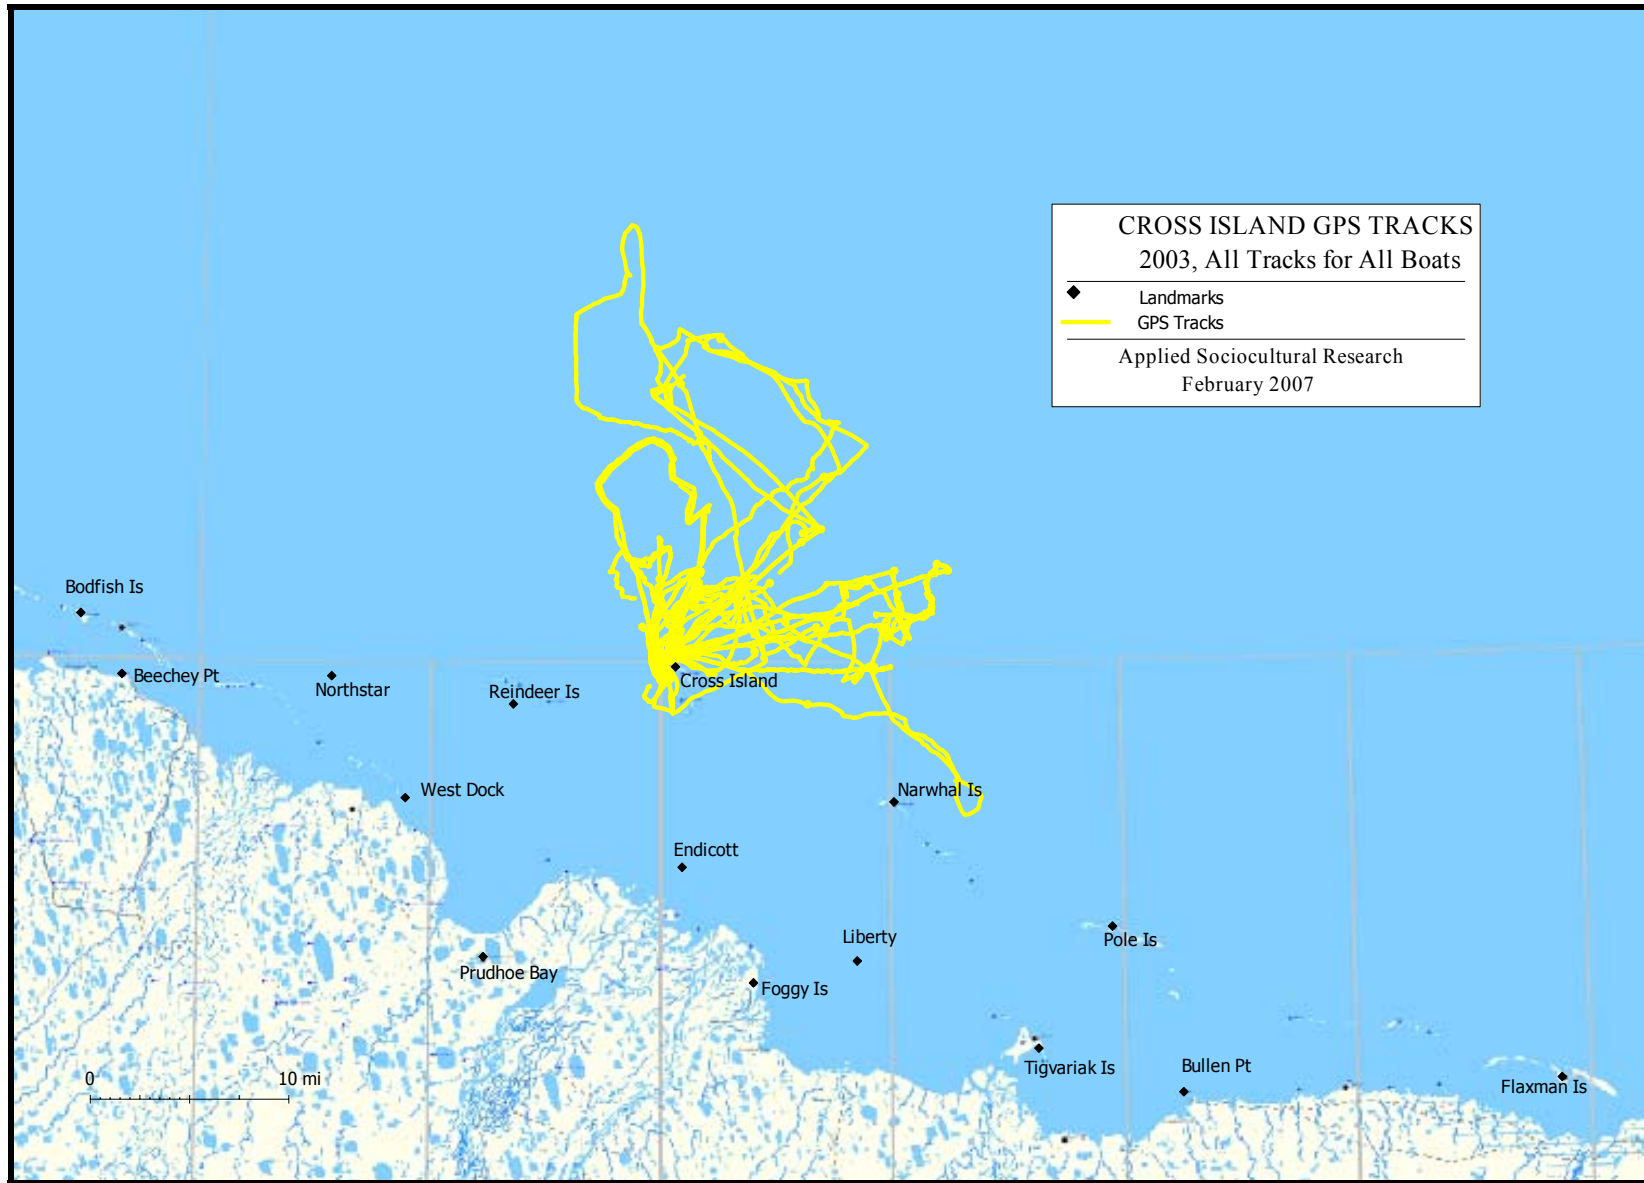 CROSS ISLAND GPS TRACKS
2003, All Tracks for All Boats
Landmarks
GPS Tracks
Applied Sociocultural Research
February 2007
Bodfish Is
Beechey Pt
Northstar
Reindeer Is
Cross Island
West Dock
Narwhal Is
Endicott
Liberty
Pole Is
Prudhoe Bay
Foggy Is
Tigvariak Is
Bullen Pt
Flaxman Is
0 10 mi